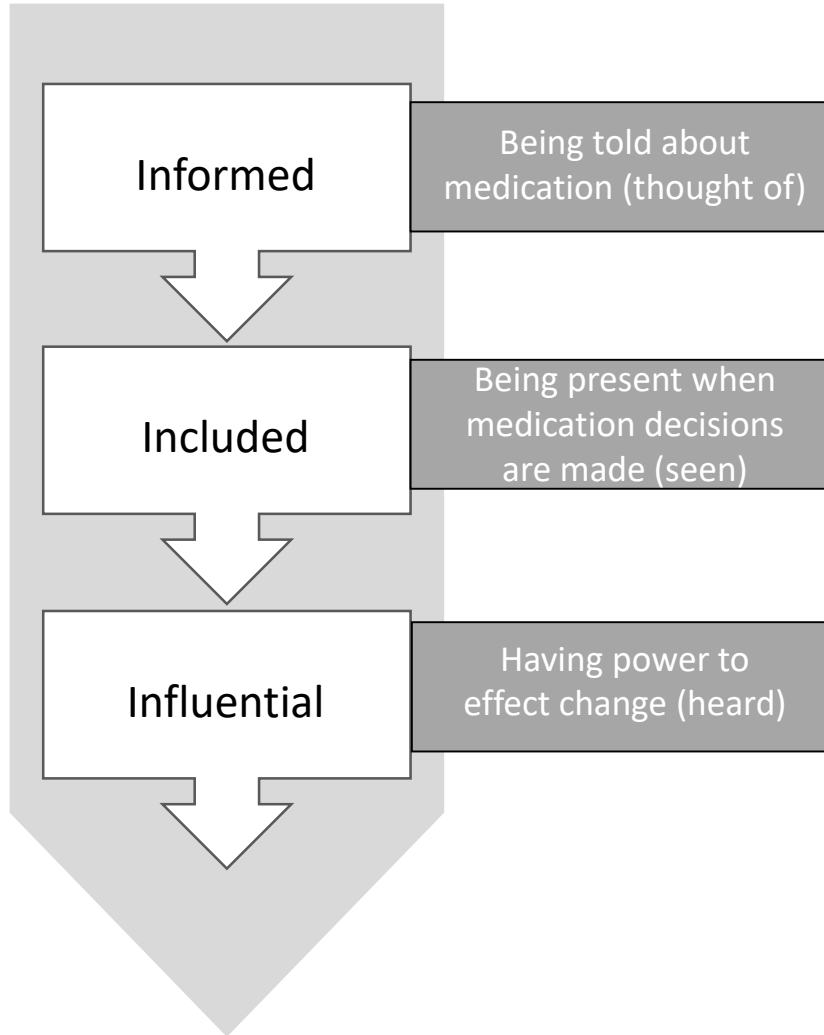 Informed
Being told about
medication (thought of)
Included
Being present when
medication decisions
are made (seen)
Influential
Having power to
effect change (heard)